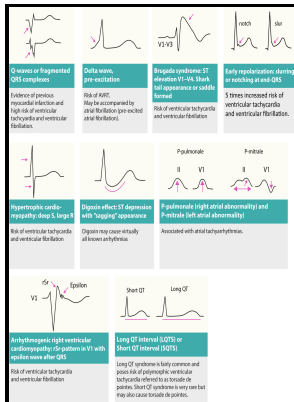 Q-waves or fragmented
QRS complexes
Evidence of previous
myocardial infarction and
high risk of ventricular
tachycardia and ventricular
fibrillation.
Delta wave,
pre-excitation
Risk of AVRT.
May be accompanied by
atrial fibrillation (pre-excited
atrial fibrillation).
V1-V3
Brugada syndrome: ST
elevation V1–V4. Shark
tail appearance or saddle
formed
Risk of ventricular tachycardia
and ventricular fibrillation
notch
slur
Early repolarization: slurring
or notching at end-QRS
5 times increased risk of
ventricular tachycardia
and ventricular fibrillation.
Hypertrophic cardio-
myopathy: deep S, large R
Risk of ventricular tachycardia
and ventricular fibrillation
Digoxin effect: ST depression
with "sagging" appearance
Digoxin may cause virtually
all known arrhythmias
P-pulmonale
P-mitrale
II
V1
II
V1
P-pulmonale (right atrial abnormality) and
P-mitrale (left atrial abnormality)
Associated with atrial tachyarrhythmias.
rSr
Epsilon
V1
Arrhythmogenic right ventricular
cardiomyopathy: rSr-pattern in V1 with
epsilon wave after QRS
Risk of ventricular tachycardia
and ventricular fibrillation
Short QT
Long QT
Long QT interval (LQTS) or
Short QT interval (SQTS)
Long QT syndrome is fairly common and
poses risk of polymorphic ventricular
tachycardia referred to as torsade de
pointes. Short QT syndrome is very rare but
may also cause torsade de pointes.